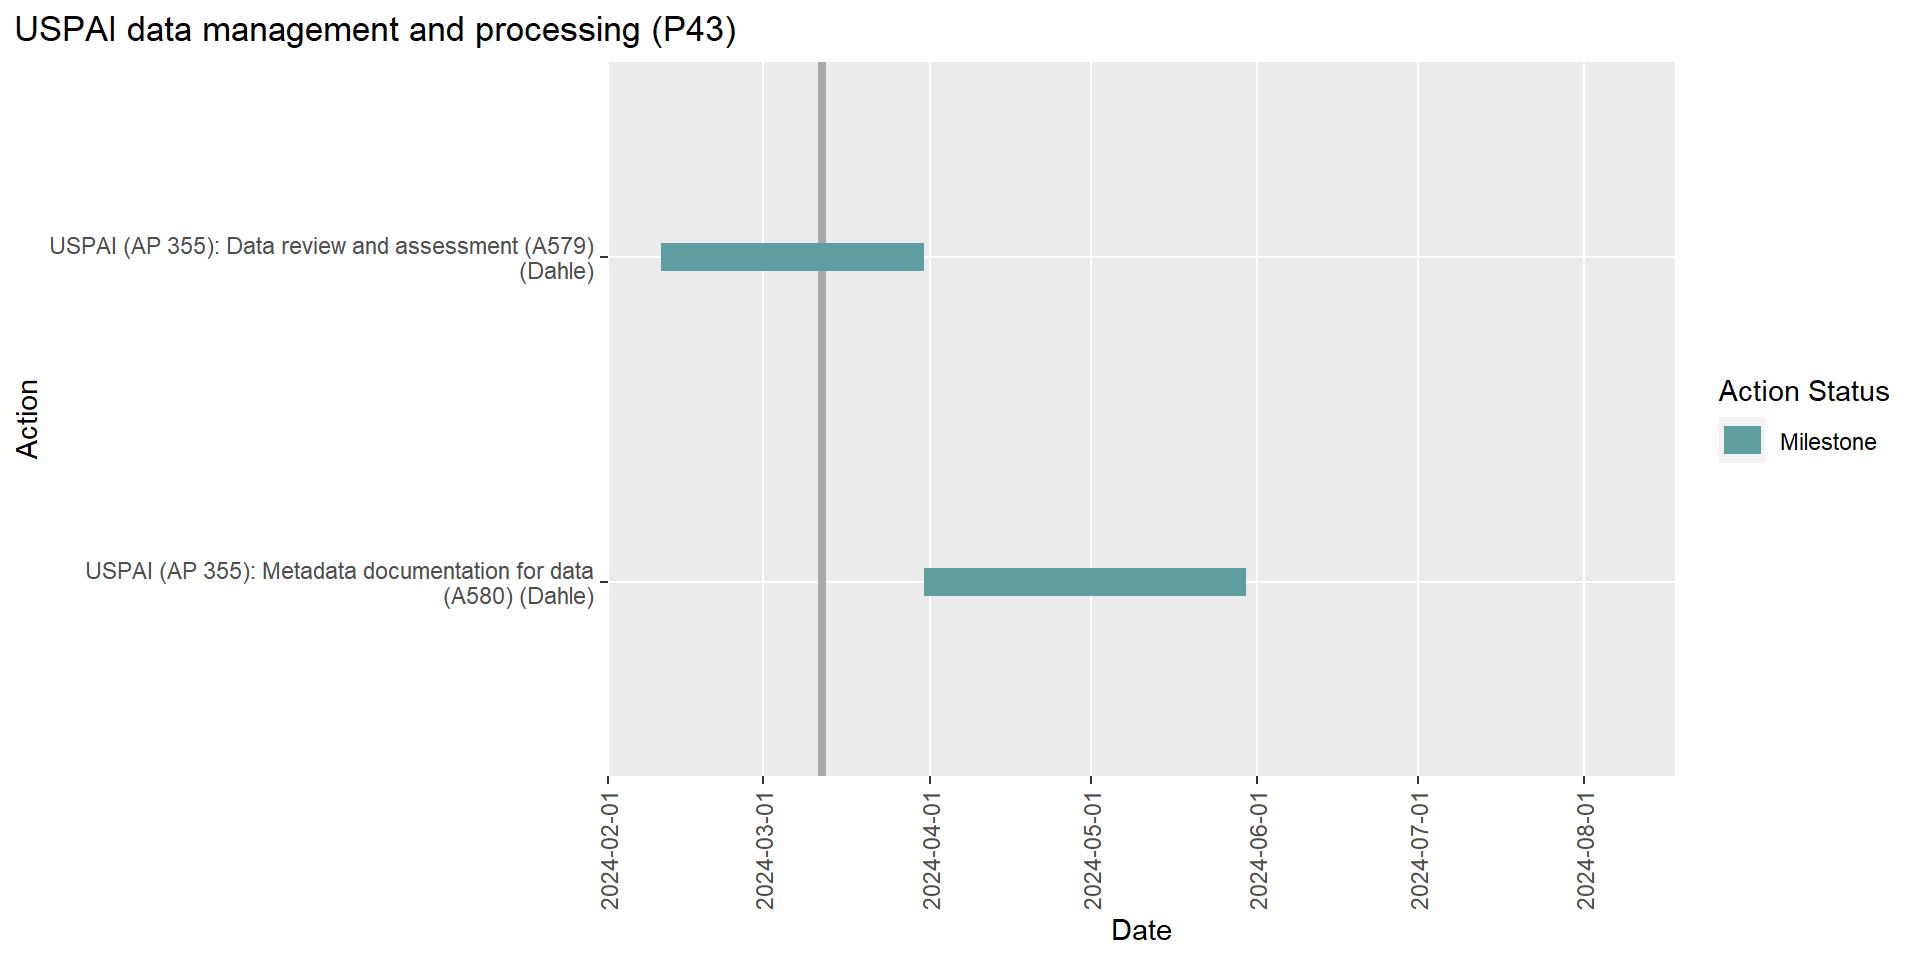 USPAI data management and processing (P43)
USPAI (AP 355): Data review and assessment (A579)
(Dahle)
USPAI (AP 355): Metadata documentation for data
(A580) (Dahle)
Action
Action Status
Milestone
2024-02-01
2024-03-01
2024-04-01
2024-05-01
2024-06-01
2024-07-01
2024-08-01
Date